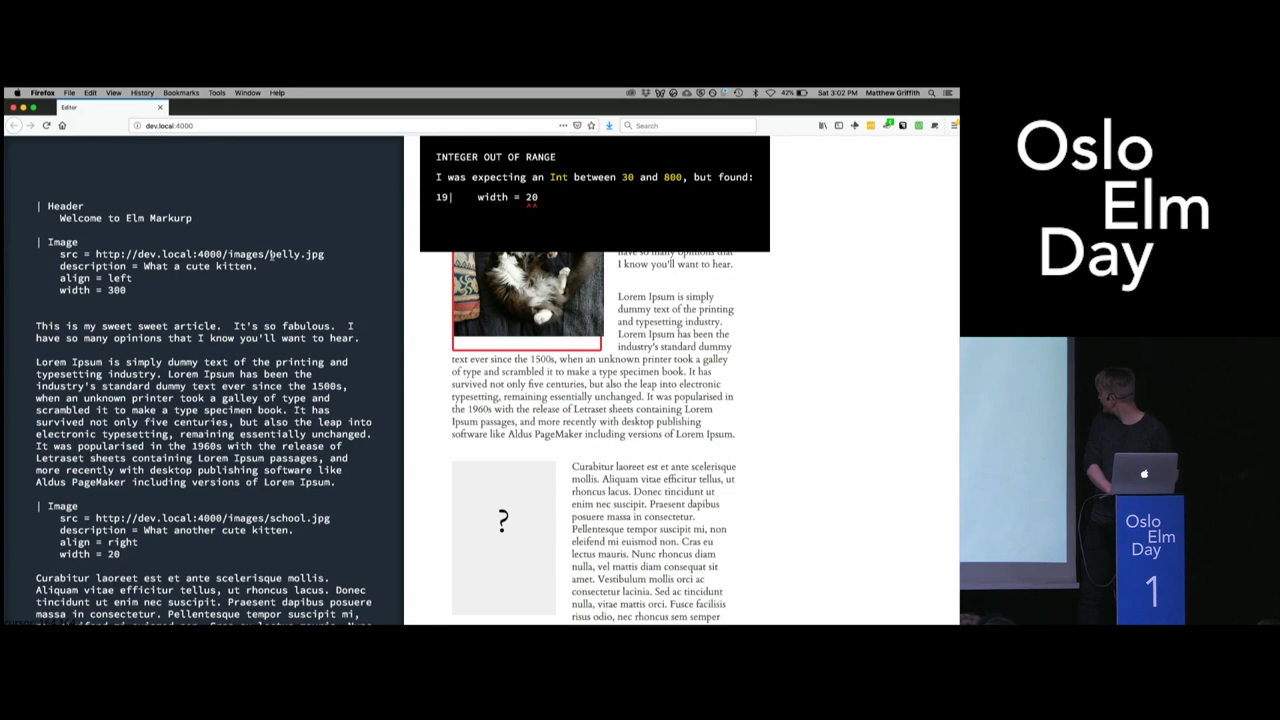 Firefox File Edit View History Bookmarks Tools Window Help
42% Sat 3:02 PM Matthew Griffith
Editor
dev.local:4000
Search
| Header
Welcome to Elm Markurp
| Image
src = http://dev.local:4000/images/belly.jpg
description = What a cute kitten.
align = left
width = 300
This is my sweet sweet article. It's so fabulous. I
have so many opinions that I know you'll want to hear.
Lorem Ipsum is simply dummy text of the printing and
typesetting industry. Lorem Ipsum has been the
industry's standard dummy text ever since the 1500s,
when an unknown printer took a galley of type and
scrambled it to make a type specimen book. It has
survived not only five centuries, but also the leap into
electronic typesetting, remaining essentially unchanged.
It was popularised in the 1960s with the release of
Letraset sheets containing Lorem Ipsum passages, and
more recently with desktop publishing software like
Aldus PageMaker including versions of Lorem Ipsum.
| Image
src = http://dev.local:4000/images/school.jpg
description = What another cute kitten.
align = right
width = 20
Curabitur laoreet est et ante scelerisque mollis.
Aliquam vitae efficitur tellus, ut rhoncus lacus. Donec
tincidunt ut enim nec suscipit. Praesent dapibus posuere
massa in consectetur. Pellentesque tempor suscipit mi,
INTEGER OUT OF RANGE
I was expecting an Int between 30 and 800, but found:
19| width = 20
^^
have so many opinions that
I know you'll want to hear.
Lorem Ipsum is simply
dummy text of the printing
and typesetting industry.
Lorem Ipsum has been the
industry's standard dummy
text ever since the 1500s, when an unknown printer took a galley
of type and scrambled it to make a type specimen book. It has
survived not only five centuries, but also the leap into electronic
typesetting, remaining essentially unchanged. It was popularised in
the 1960s with the release of Letraset sheets containing Lorem
Ipsum passages, and more recently with desktop publishing
software like Aldus PageMaker including versions of Lorem Ipsum.
?
Curabitur laoreet est et ante scelerisque
mollis. Aliquam vitae efficitur tellus, ut
rhoncus lacus. Donec tincidunt ut
enim nec suscipit. Praesent dapibus
posuere massa in consectetur.
Pellentesque tempor suscipit mi, non
eleifend mi euismod non. Cras eu
lectus mauris. Nunc rhoncus diam
nulla, vel mattis diam consequat sit
amet. Vestibulum mollis orci ac
consectetur lacinia. Sed ac tincidunt
nulla, vitae mattis orci. Fusce facilisis
risus odio, nec rhoncus sem semper
Oslo
Elm
Day
Oslo
Elm
Day
1